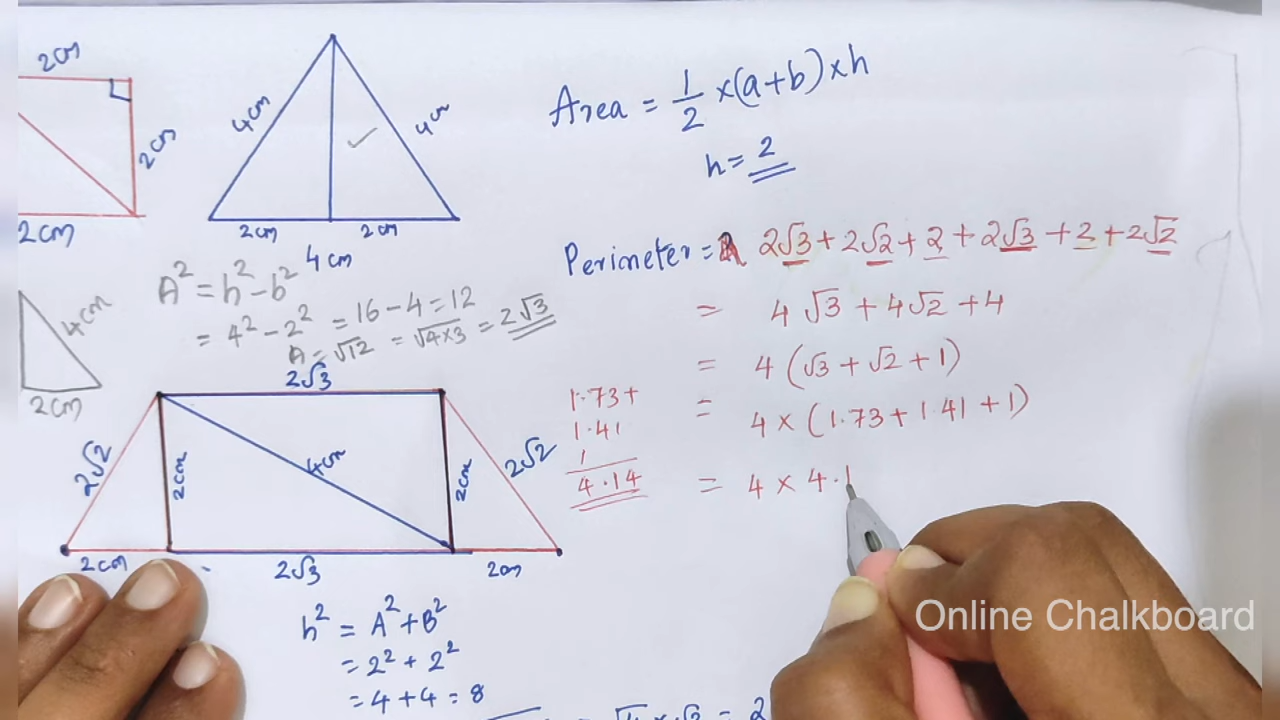 2cm
2cm
2cm
4cm
4cm
2cm
2cm
4cm
A² = h² - b²
= 4² - 2² = 16 - 4 = 12
A = √12 = √4×3 = 2√3
4cm
2cm
2√3
2√2
2cm
4cm
2cm
2√2
2cm
2√3
2cm
h² = A² + B²
= 2² + 2²
= 4 + 4 = 8
Area = 1/2 × (a+b) × h
h = 2
Perimeter = 2√3 + 2√2 + 2 + 2√3 + 2 + 2√2
= 4√3 + 4√2 + 4
= 4 (√3 + √2 + 1)
= 4 × (1.73 + 1.41 + 1)
1.73+
1.41
1
4.14
= 4 × 4.1
Online Chalkboard